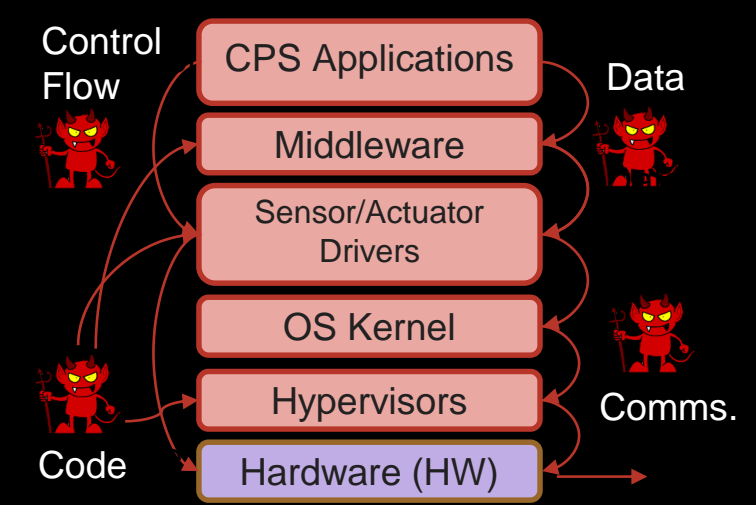 Control
Flow
CPS Applications
Data
Middleware
Sensor/Actuator
Drivers
OS Kernel
Hypervisors
Comms.
Code
Hardware (HW)